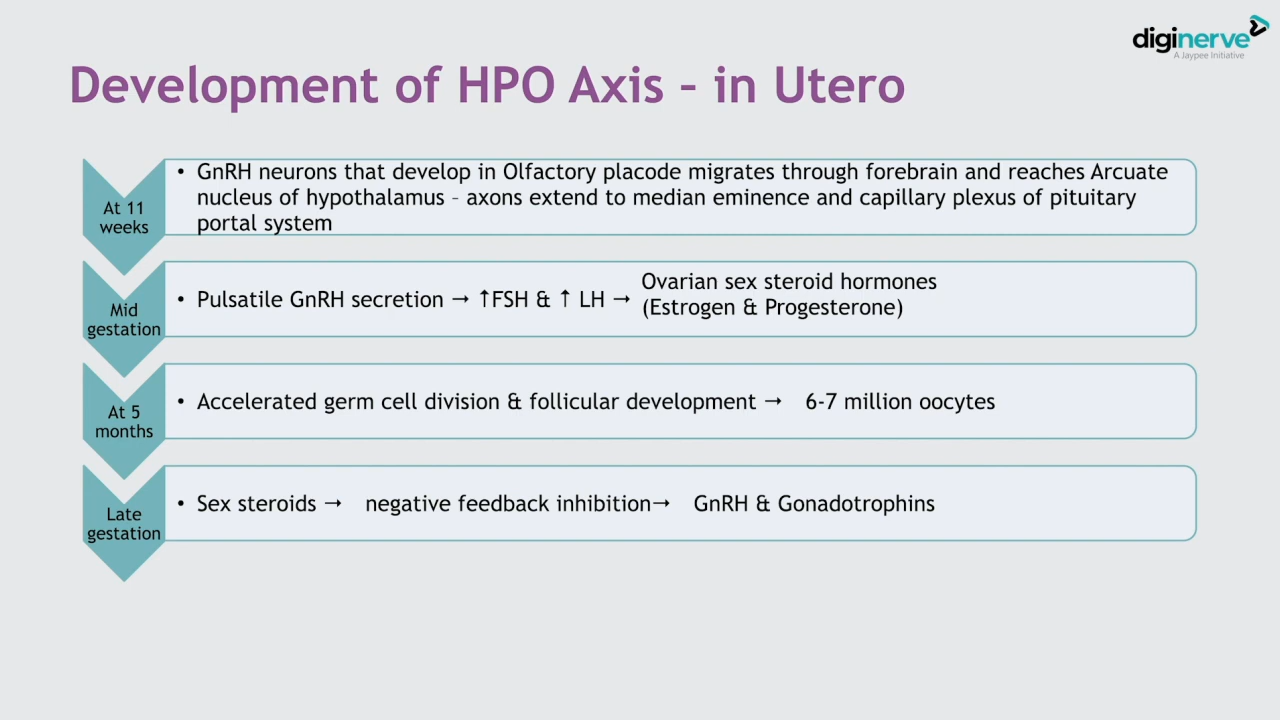 diginerve
A Jaypee Initiative
Development of HPO Axis - in Utero
At 11
weeks
• GnRH neurons that develop in Olfactory placode migrates through forebrain and reaches Arcuate
nucleus of hypothalamus - axons extend to median eminence and capillary plexus of pituitary
portal system
Mid
gestation
• Pulsatile GnRH secretion → ↑FSH & ↑ LH →
Ovarian sex steroid hormones
(Estrogen & Progesterone)
At 5
months
• Accelerated germ cell division & follicular development → 6-7 million oocytes
Late
gestation
• Sex steroids → negative feedback inhibition→ GnRH & Gonadotrophins